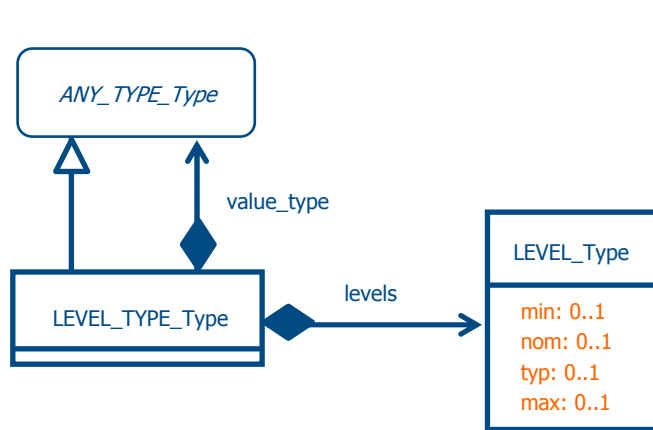 ANY_TYPE_Type
value_type
LEVEL_Type
levels
LEVEL_TYPE_Type
min: 0..1
nom: 0..1
typ: 0..1
max: 0..1